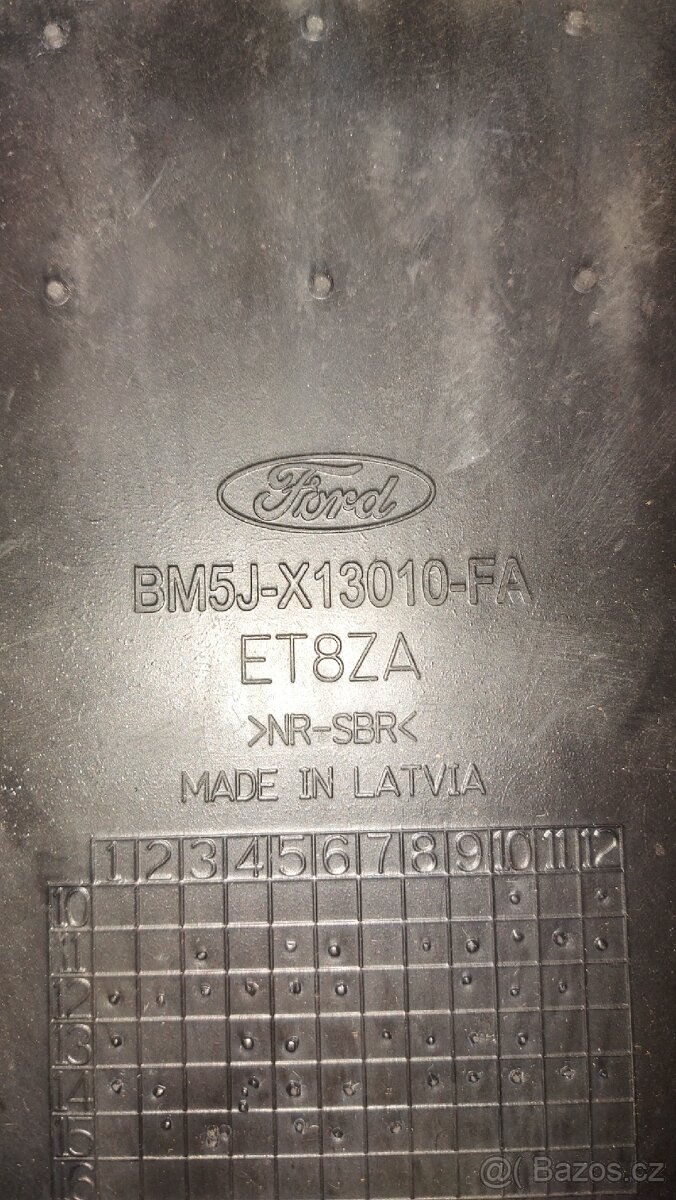 Ford
BM5J-X13010-FA
ET8ZA
>NR-SBR<
MADE IN LATVIA
1 2 3 4 5 6 7 8 9 10 11 12
10
11
12
13
14
15
@( Bazos.cz